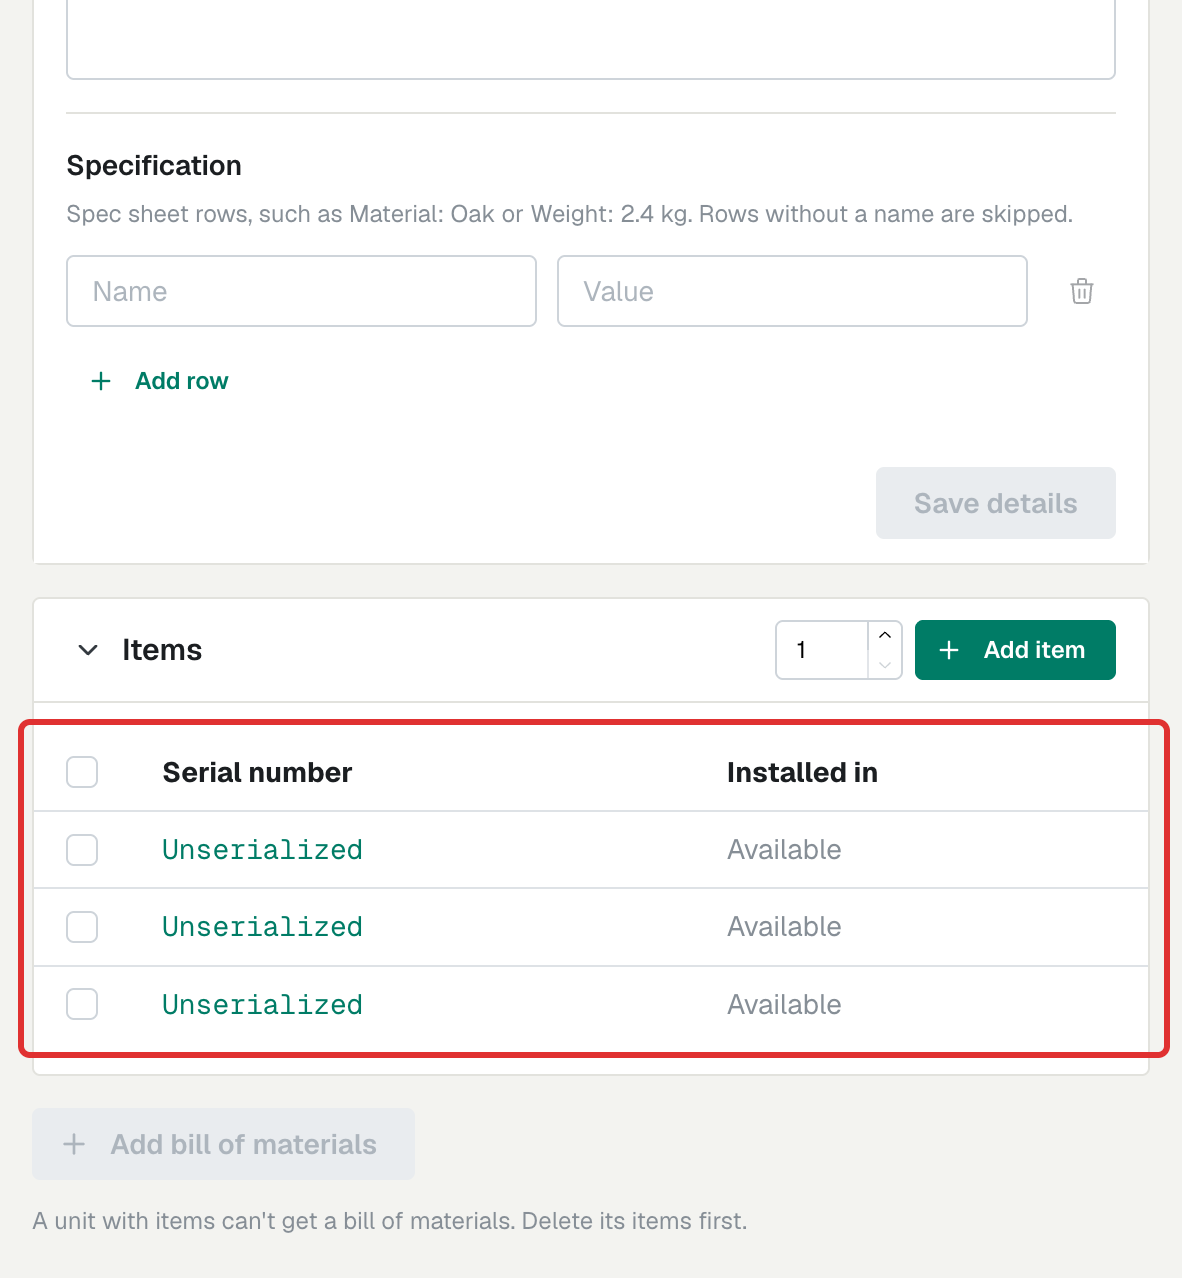 Specification
Spec sheet rows, such as Material: Oak or Weight: 2.4 kg. Rows without a name are skipped.
Name Value
+ Add row
Save details
Items 1 + Add item
Serial number Installed in
Unserialized Available
Unserialized Available
Unserialized Available
+ Add bill of materials
A unit with items can't get a bill of materials. Delete its items first.